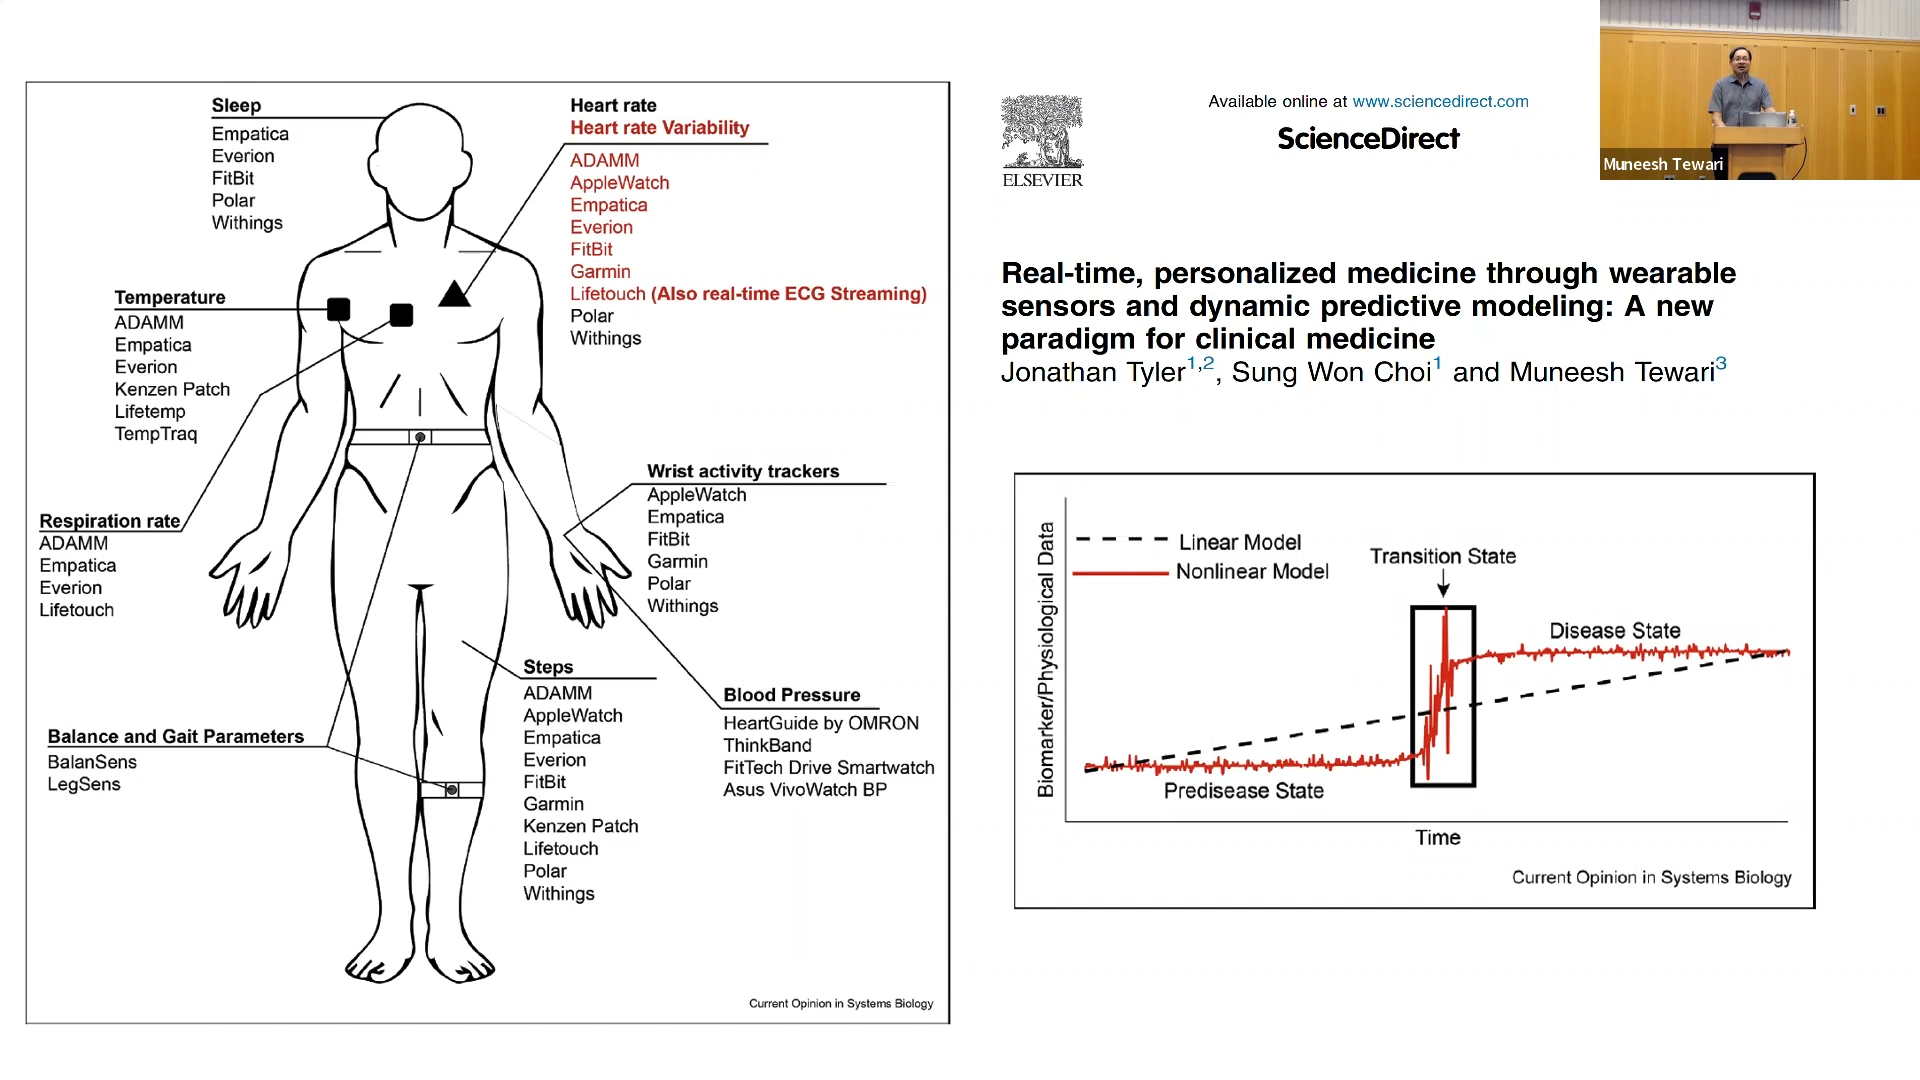 Sleep
Empatica
Everion
FitBit
Polar
Withings
Heart rate
Heart rate Variability
ADAMM
AppleWatch
Empatica
Everion
FitBit
Garmin
Lifetouch (Also real-time ECG Streaming)
Polar
Withings
Temperature
ADAMM
Empatica
Everion
Kenzen Patch
Lifetemp
TempTraq
Respiration rate
ADAMM
Empatica
Everion
Lifetouch
Wrist activity trackers
AppleWatch
Empatica
FitBit
Garmin
Polar
Withings
Steps
ADAMM
AppleWatch
Empatica
Everion
FitBit
Garmin
Kenzen Patch
Lifetouch
Polar
Withings
Blood Pressure
HeartGuide by OMRON
ThinkBand
FitTech Drive Smartwatch
Asus VivoWatch BP
Balance and Gait Parameters
BalanSens
LegSens
Current Opinion in Systems Biology
ELSEVIER
Available online at www.sciencedirect.com
ScienceDirect
Muneesh Tewari
Real-time, personalized medicine through wearable
sensors and dynamic predictive modeling: A new
paradigm for clinical medicine
Jonathan Tyler1,2, Sung Won Choi1 and Muneesh Tewari3
Biomarker/Physiological Data
Linear Model
Nonlinear Model
Transition State
Disease State
Predisease State
Time
Current Opinion in Systems Biology